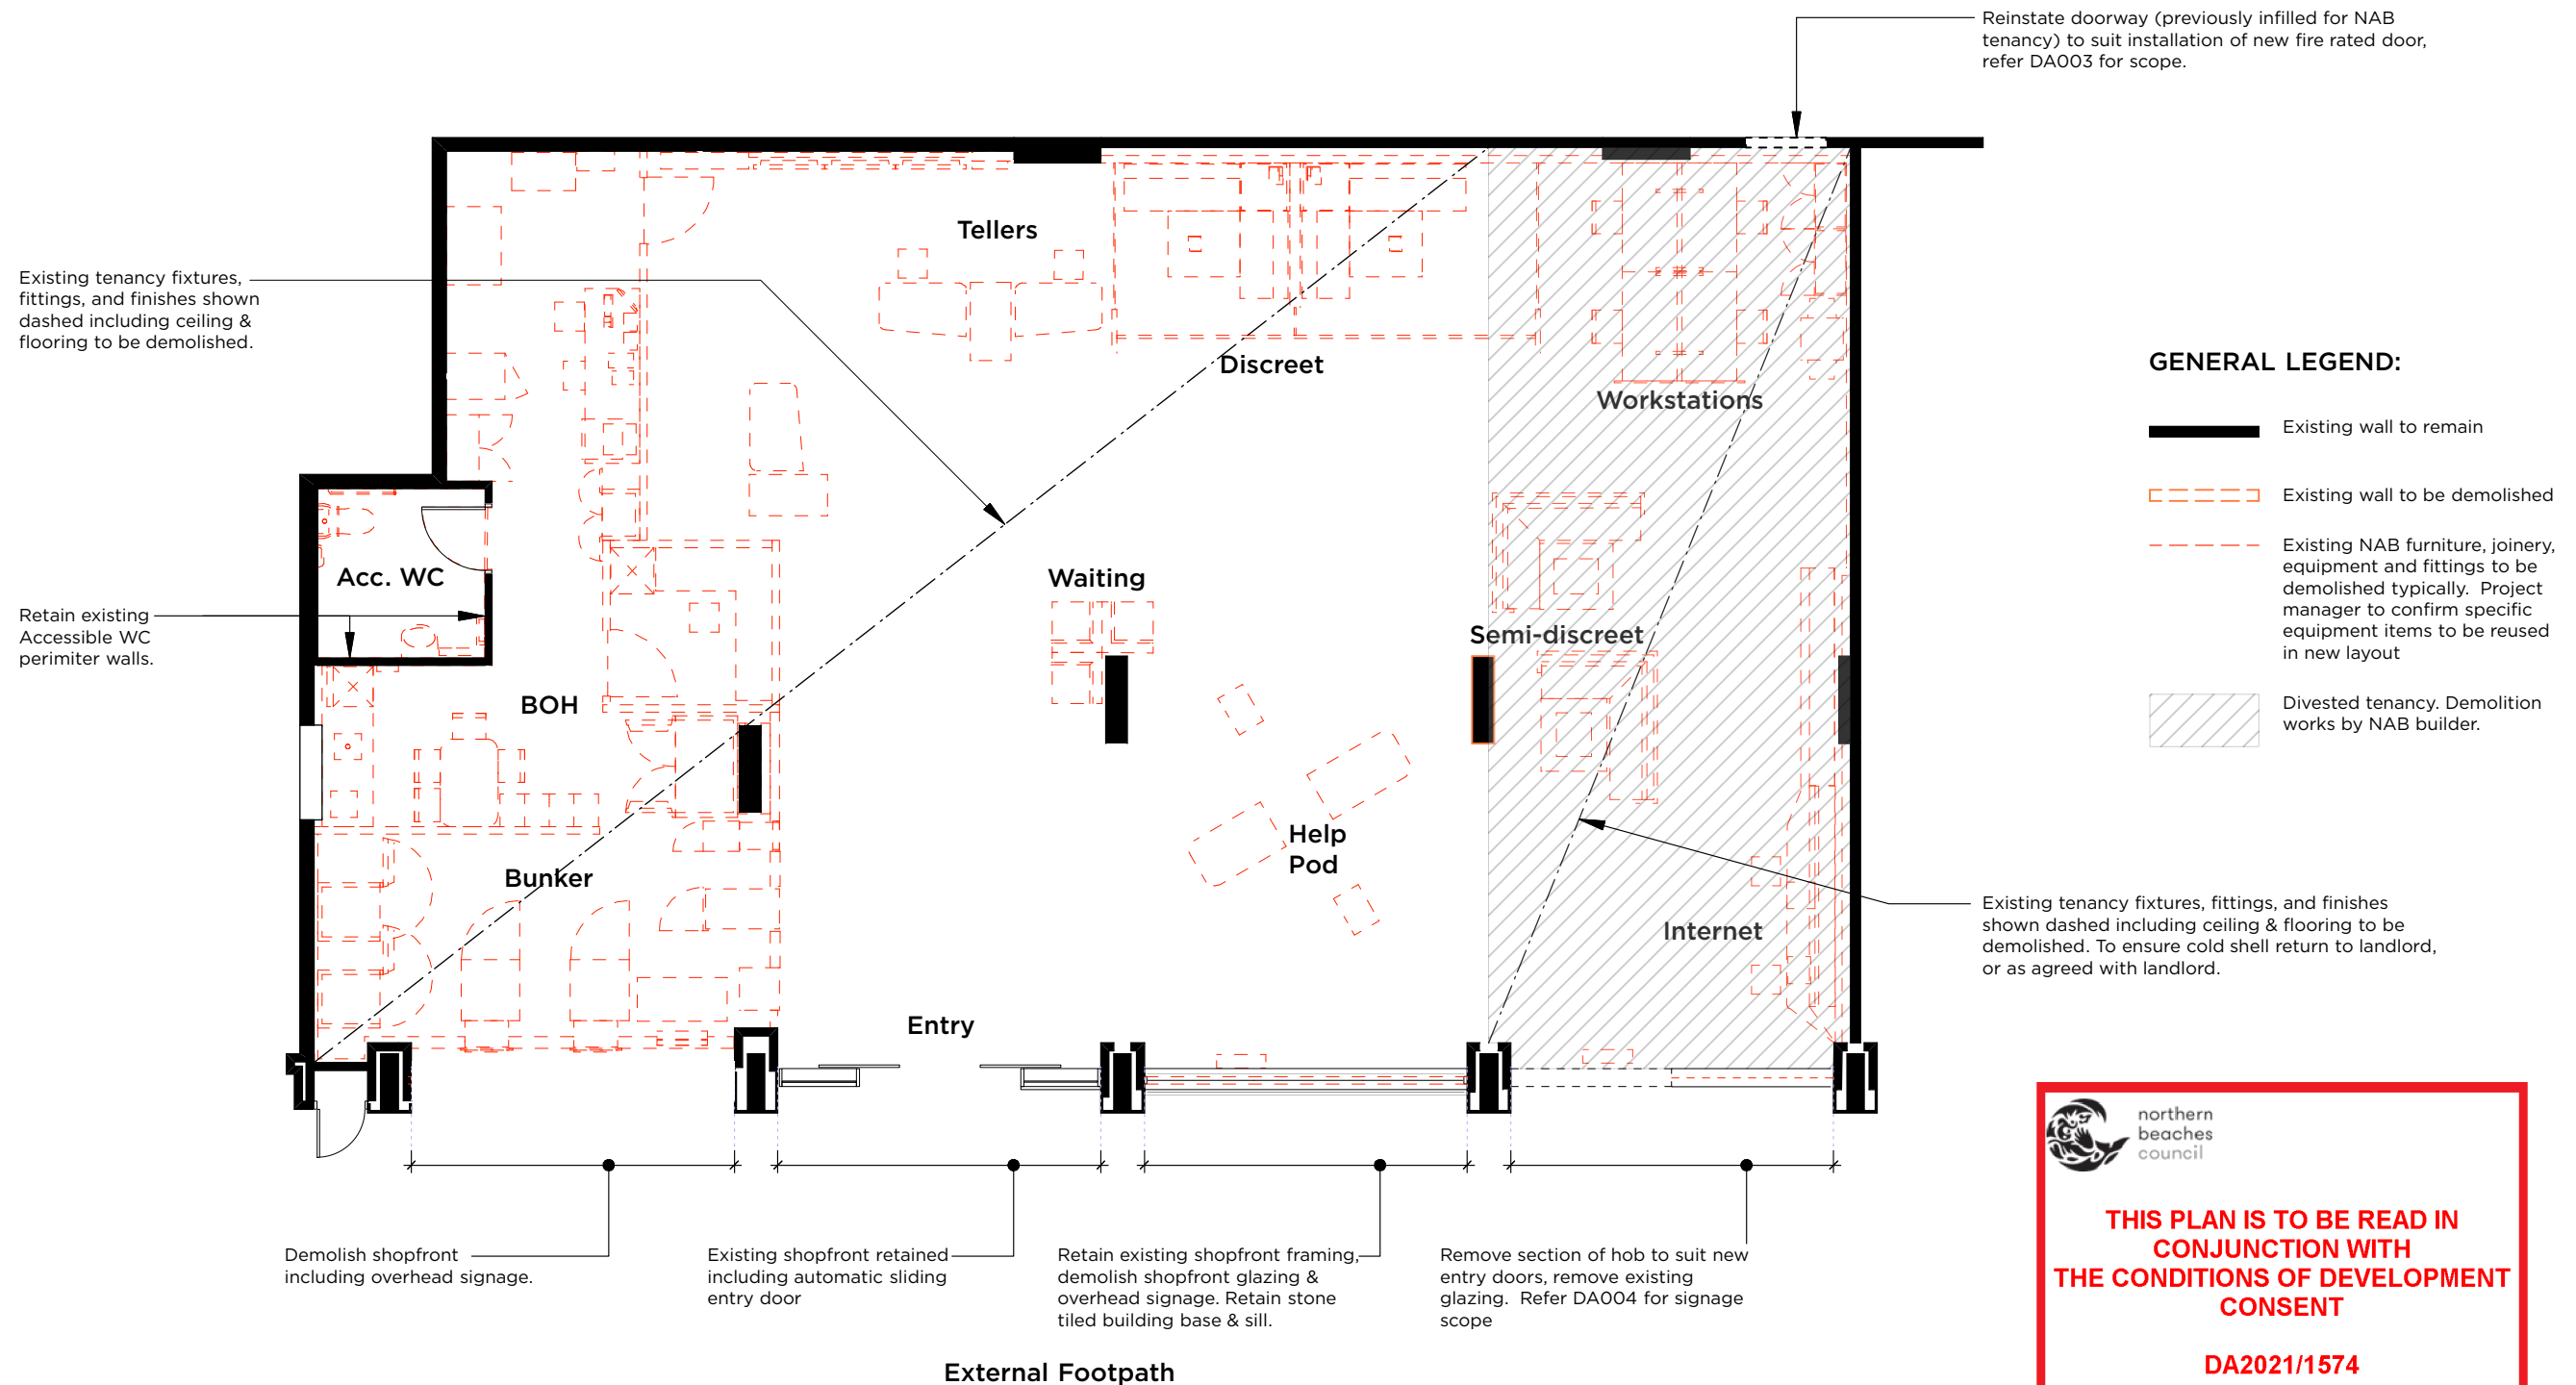 Reinstate doorway (previously infilled for NAB
tenancy) to suit installation of new fire rated door,
refer DA003 for scope.
Tellers
Existing tenancy fixtures,
fittings, and finishes shown
dashed including ceiling &
flooring to be demolished.
Discreet
Workstations
GENERAL LEGEND:
Existing wall to remain
Existing wall to be demolished
Existing NAB furniture, joinery,
equipment and fittings to be
demolished typically.  Project
manager to confirm specific
equipment items to be reused
in new layout
Divested tenancy. Demolition
works by NAB builder.
Acc. WC
Waiting
Retain existing
Accessible WC
perimiter walls.
Semi-discreet
BOH
Help
Pod
Bunker
Internet
Existing tenancy fixtures, fittings, and finishes
shown dashed including ceiling & flooring to be
demolished. To ensure cold shell return to landlord,
or as agreed with landlord.
Entry
Demolish shopfront
including overhead signage.
Existing shopfront retained
including automatic sliding
entry door
Retain existing shopfront framing,
demolish shopfront glazing &
overhead signage. Retain stone
tiled building base & sill.
Remove section of hob to suit new
entry doors, remove existing
glazing.  Refer DA004 for signage
scope
External Footpath
northern
beaches
council
THIS PLAN IS TO BE READ IN
CONJUNCTION WITH
THE CONDITIONS OF DEVELOPMENT
CONSENT
DA2021/1574